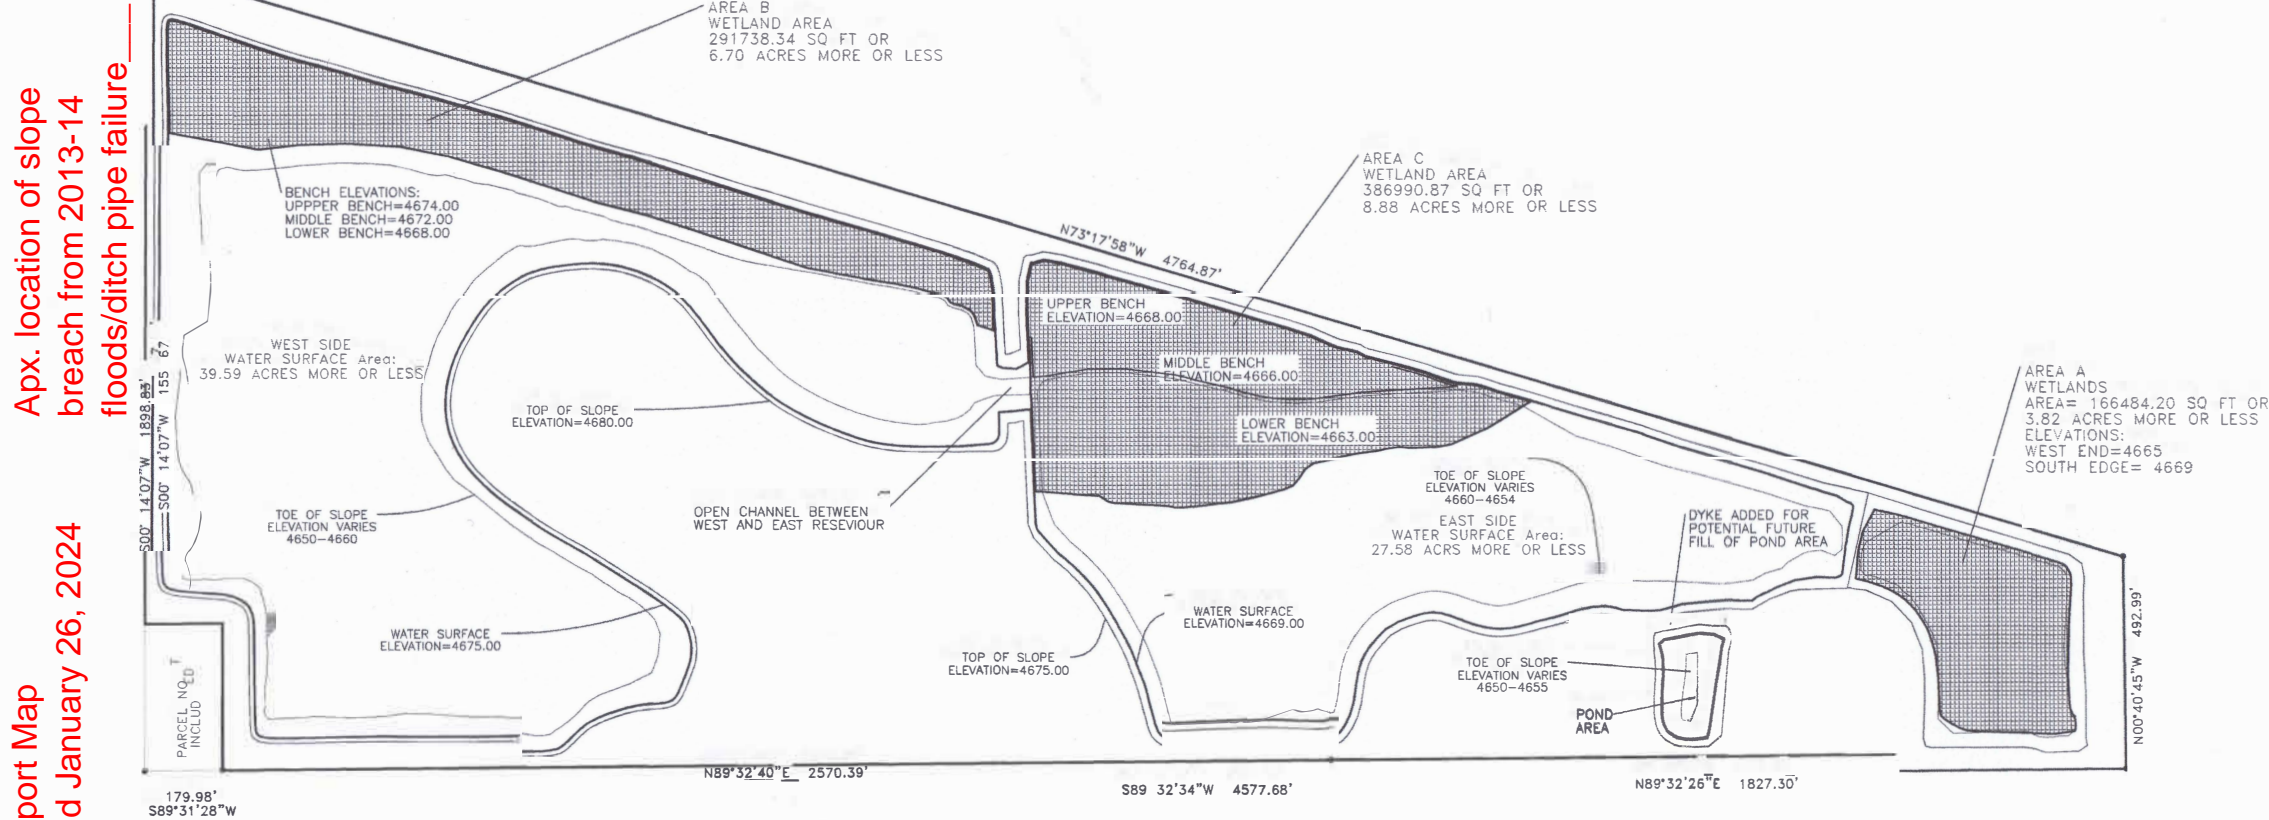 Apx. location of slope
breach from 2013-14
floods/ditch pipe failure___
port Map
d January 26, 2024
AREA B
WETLAND AREA
291738.34 SQ FT OR
6.70 ACRES MORE OR LESS
BENCH ELEVATIONS:
UPPPER BENCH=4674.00
MIDDLE BENCH=4672.00
LOWER BENCH=4668.00
AREA C
WETLAND AREA
386990.87 SQ FT OR
8.88 ACRES MORE OR LESS
N73°17'58"W 4764.87'
UPPER BENCH
ELEVATION=4668.00
MIDDLE BENCH
ELEVATION=4666.00
LOWER BENCH
ELEVATION=4663.00
AREA A
WETLANDS
AREA= 166484.20 SQ FT OR
3.82 ACRES MORE OR LESS
ELEVATIONS:
WEST END=4665
SOUTH EDGE= 4669
WEST SIDE
WATER SURFACE Area:
39.59 ACRES MORE OR LESS
TOP OF SLOPE
ELEVATION=4680.00
S00° 14'07"W 1898.83'
S00° 14'07"W 155 67
TOE OF SLOPE
ELEVATION VARIES
4650-4660
OPEN CHANNEL BETWEEN
WEST AND EAST RESEVIOUR
TOE OF SLOPE
ELEVATION VARIES
4660-4654
EAST SIDE
WATER SURFACE Area:
27.58 ACRS MORE OR LESS
DYKE ADDED FOR
POTENTIAL FUTURE
FILL OF POND AREA
WATER SURFACE
ELEVATION=4675.00
WATER SURFACE
ELEVATION=4669.00
TOP OF SLOPE
ELEVATION=4675.00
TOE OF SLOPE
ELEVATION VARIES
4650-4655
POND
AREA
N00°40'45"W 492.99'
PARCEL NOT
INCLUDED
N89°32'40"E 2570.39'
S89 32'34"W 4577.68'
N89°32'26"E 1827.30'
179.98'
S89°31'28"W